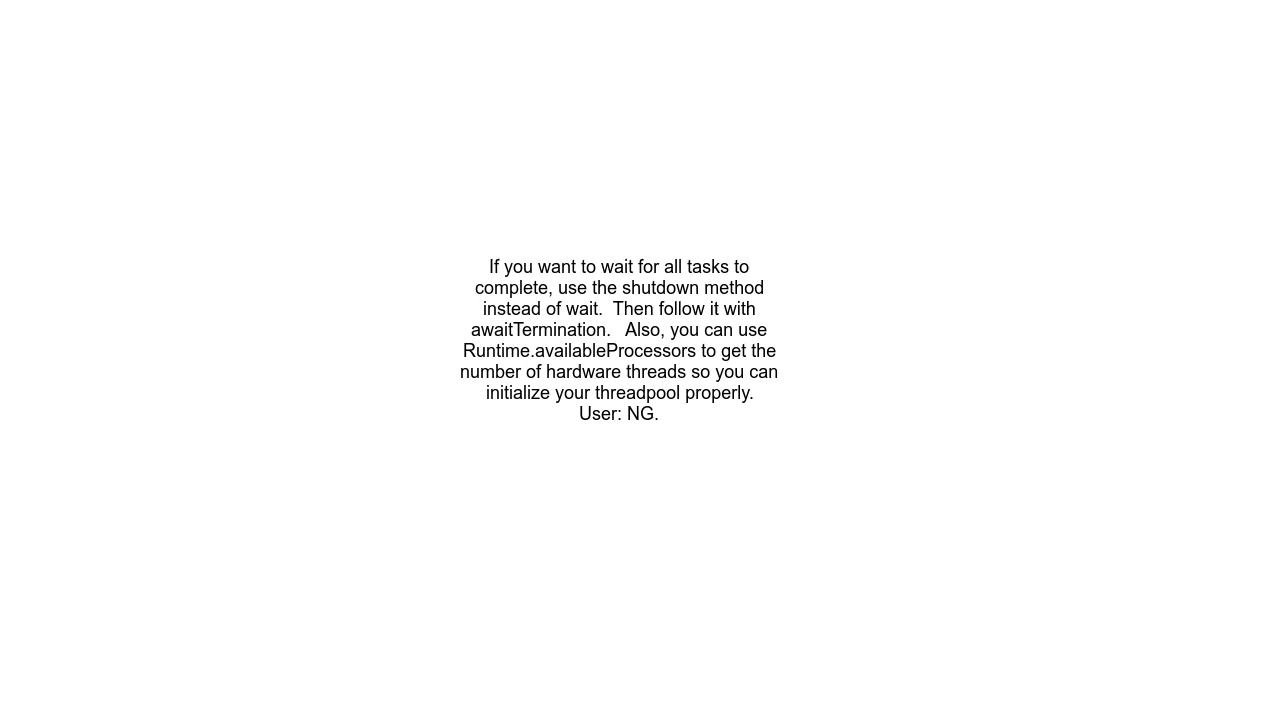 If you want to wait for all tasks to
complete, use the shutdown method
instead of wait.  Then follow it with
awaitTermination.   Also, you can use
Runtime.availableProcessors to get the
number of hardware threads so you can
initialize your threadpool properly.
User: NG.